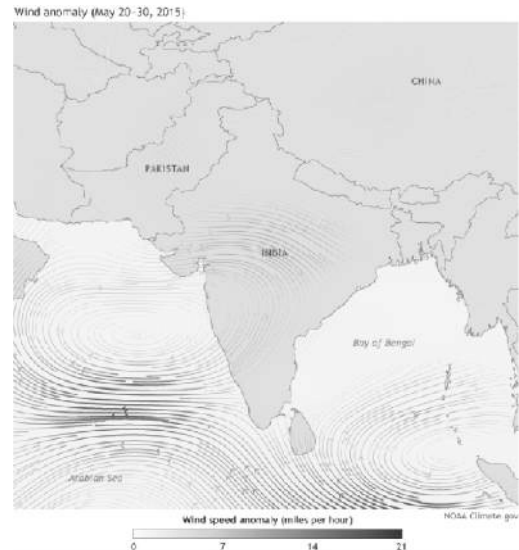 Wind anomaly (May 20-30, 2015)
CHINA
PAKISTAN
INDIA
Bay of Bengal
Arabian Sea
NOAA Climate.gov
Wind speed anomaly (miles per hour)
0 7 14 21